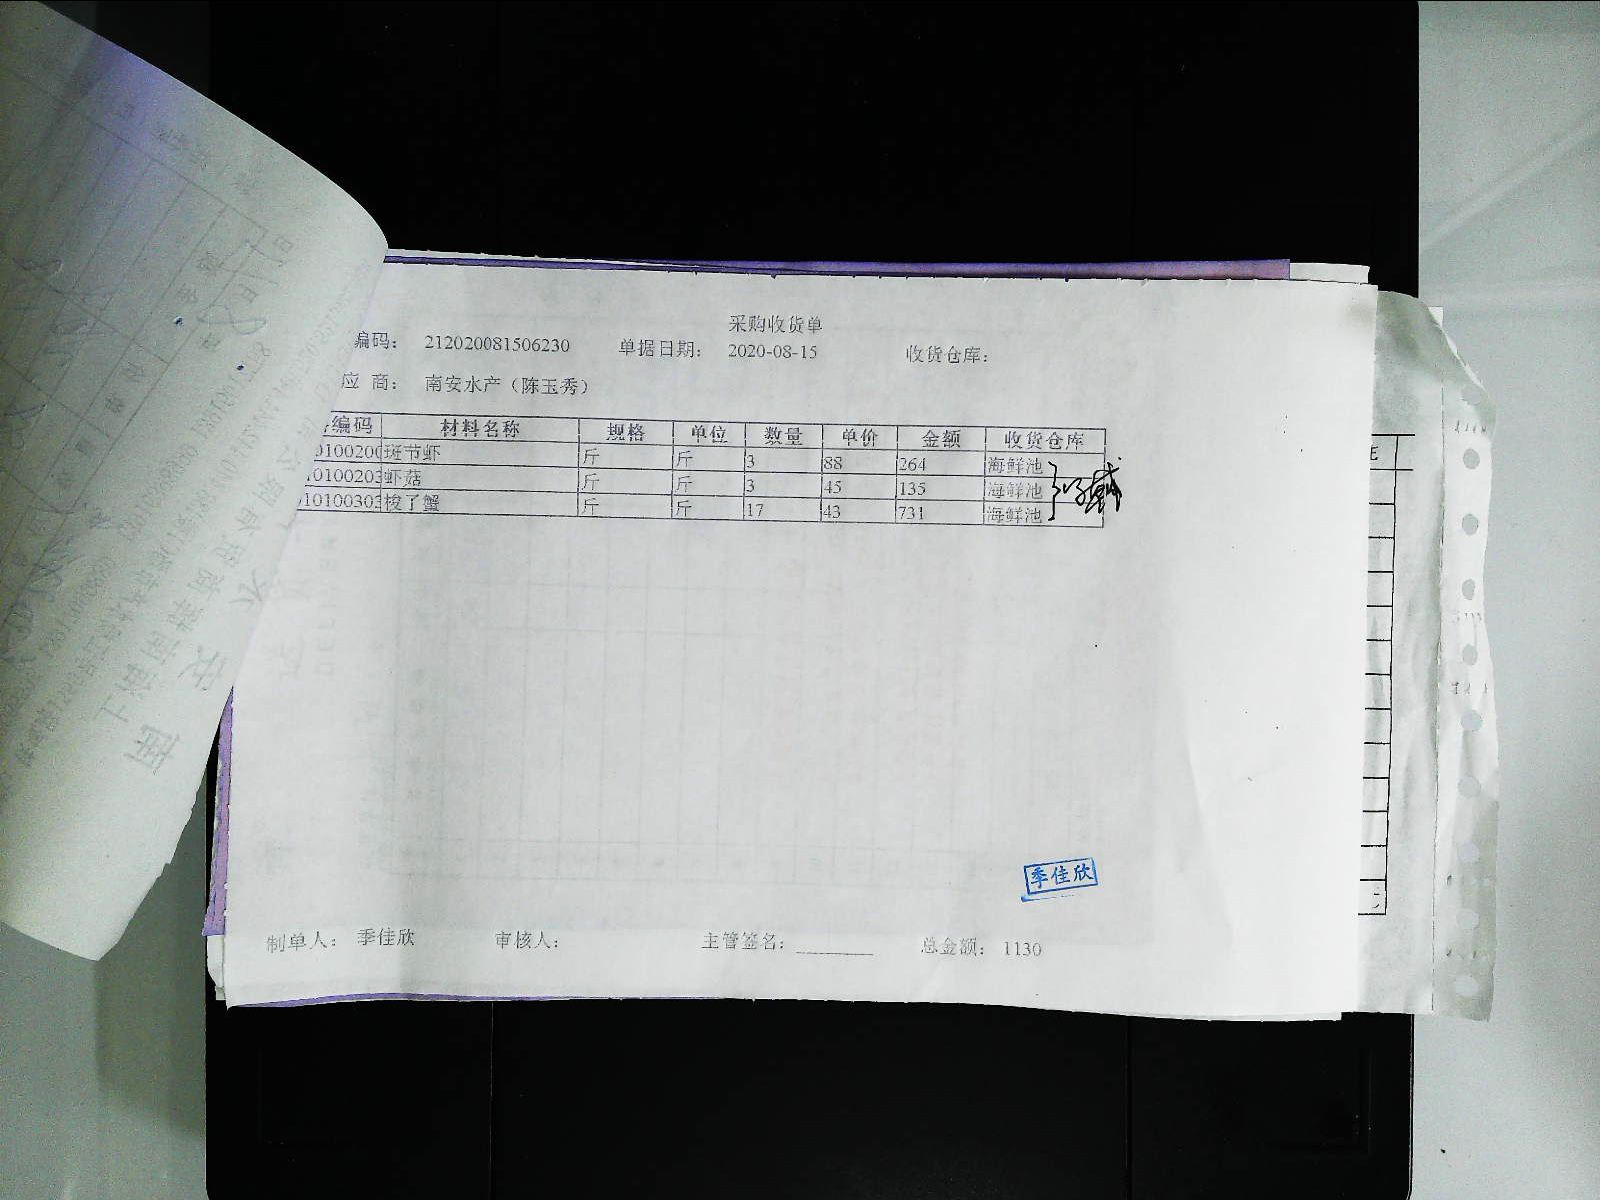 采购收货单
编码： 212020081506230 单据日期： 2020-08-15 收货仓库：
应 商： 南安水产（陈玉秀）
编码 材料名称 规格 单位 数量 单价 金额 收货仓库
0100200 斑节虾 斤 斤 3 88 264 海鲜池
10100203 虾菇 斤 斤 3 45 135 海鲜池
10100303 梭了蟹 斤 斤 17 43 731 海鲜池
季佳欣
制单人： 季佳欣 审核人： 主管签名：________ 总金额： 1130